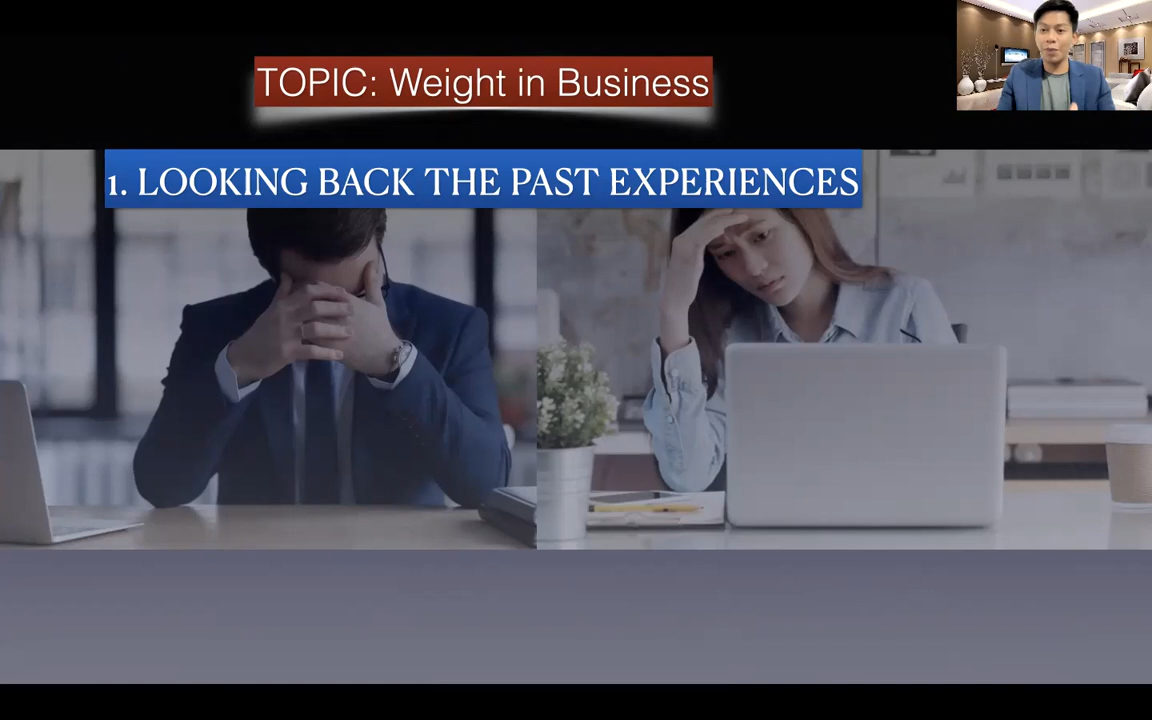 TOPIC: Weight in Business
1. LOOKING BACK THE PAST EXPERIENCES